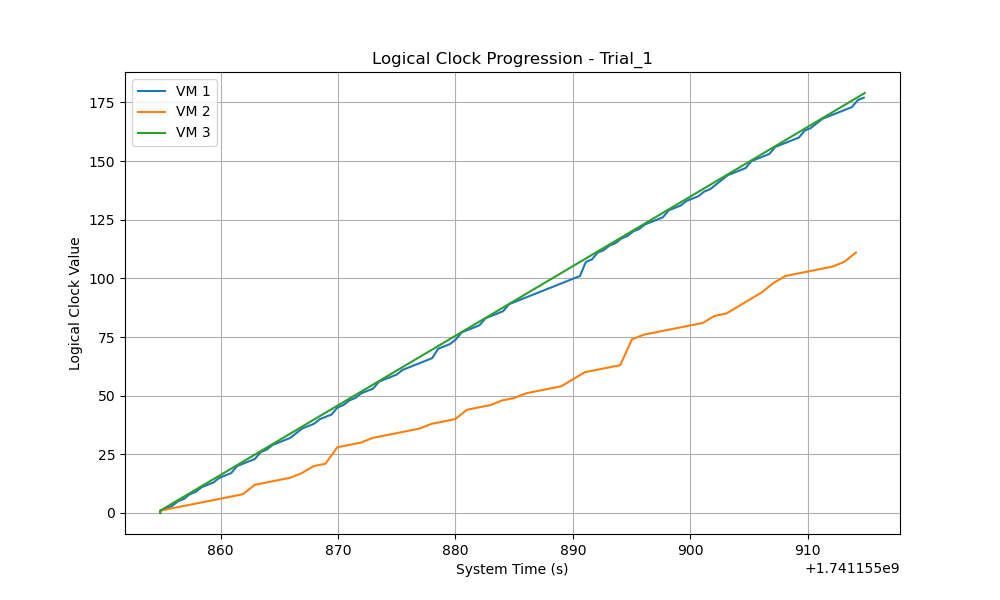 Logical Clock Progression - Trial_1
VM 1
VM 2
VM 3
175
150
125
100
75
50
25
0
Logical Clock Value
860 870 880 890 900 910
System Time (s)
+1.741155e9